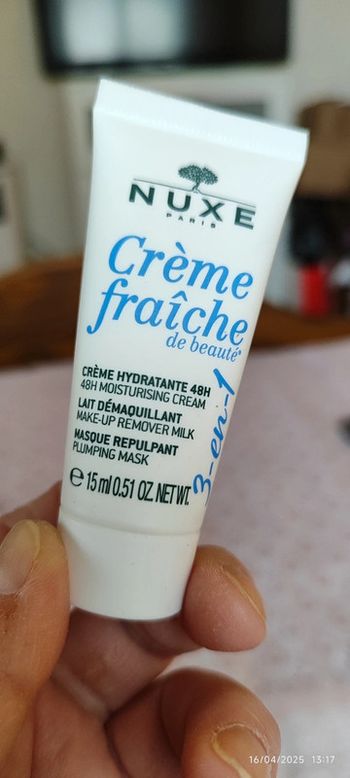 NUXE
PARIS
Crème
fraîche
de beauté®
CRÈME HYDRATANTE 48H
48H MOISTURISING CREAM
LAIT DÉMAQUILLANT
MAKE-UP REMOVER MILK
MASQUE REPULPANT
PLUMPING MASK
3-en-1
℮ 15 ml 0.51 OZ. NET WT.
16/04/2025 13:17